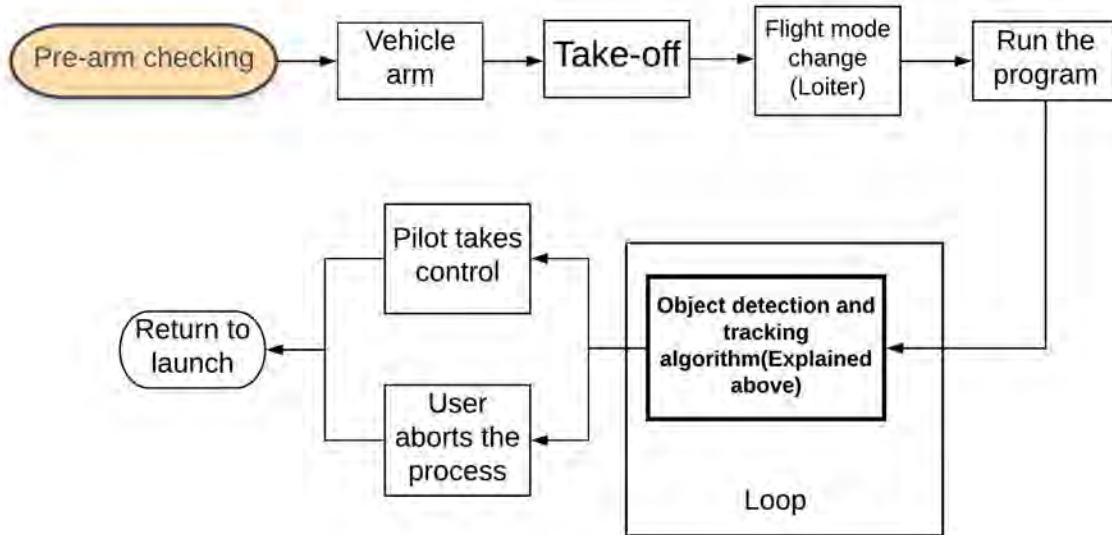 Pre-arm checking
Vehicle
arm
Take-off
Flight mode
change
(Loiter)
Run the
program
Pilot takes
control
Object detection and
tracking
algorithm(Explained
above)
Return to
launch
User
aborts the
process
Loop